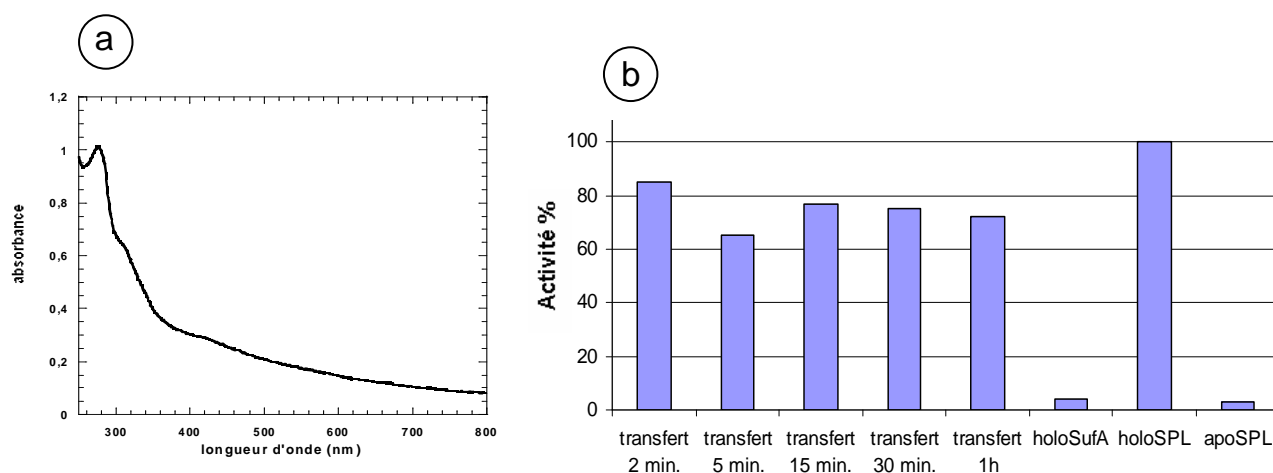 a
1,2
1
0,8
0,6
0,4
0,2
0
absorbance
300 400 500 600 700 800
longueur d'onde (nm)
b
100
80
60
40
20
0
Activité %
transfert transfert transfert transfert transfert holoSufA holoSPL apoSPL
2 min. 5 min. 15 min. 30 min. 1h